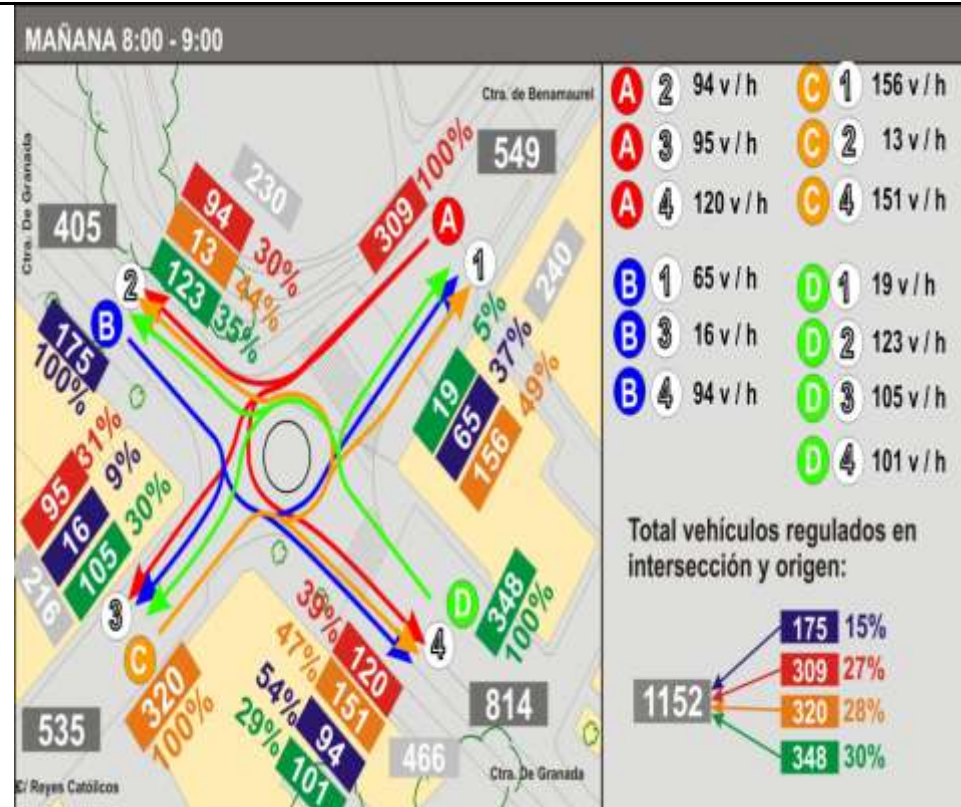 MAÑANA 8:00 - 9:00
Ctra. de Benamaurel
Ctra. De Granada
549
405
230
94 30%
13 44%
123 35%
309 100%
A
1
2
B
240
175
100%
19 5%
65 37%
156 49%
95 31%
16 9%
105 30%
216
3
C
320
100%
D
348
100%
4
39% 120
47% 151
54% 94
29% 101
466
814
535
C/ Reyes Católicos
Ctra. De Granada
A 2 94 v / h
A 3 95 v / h
A 4 120 v / h
B 1 65 v / h
B 3 16 v / h
B 4 94 v / h
C 1 156 v / h
C 2 13 v / h
C 4 151 v / h
D 1 19 v / h
D 2 123 v / h
D 3 105 v / h
D 4 101 v / h
Total vehículos regulados en
intersección y origen:
1152
175 15%
309 27%
320 28%
348 30%